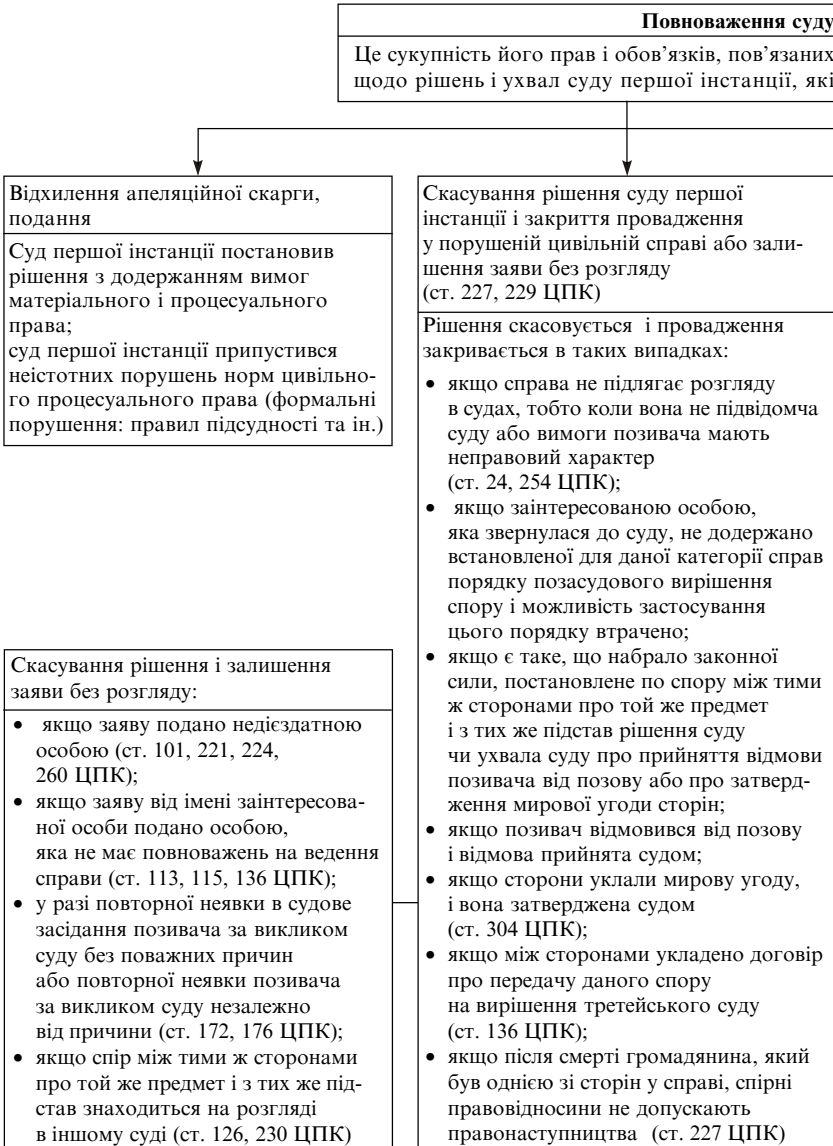 Повноваження суду
Це сукупність його прав і обов’язків, пов’язаних
щодо рішень і ухвал суду першої інстанції, які
Відхилення апеляційної скарги,
подання
Суд першої інстанції постановив
рішення з додержанням вимог
матеріального і процесуального
права;
суд першої інстанції припустився
неістотних порушень норм цивільно-
го процесуального права (формальні
порушення: правил підсудності та ін.)
Скасування рішення і залишення
заяви без розгляду:
• якщо заяву подано недієздатною
особою (ст. 101, 221, 224,
260 ЦПК);
• якщо заяву від імені заінтересова-
ної особи подано особою,
яка не має повноважень на ведення
справи (ст. 113, 115, 136 ЦПК);
• у разі повторної неявки в судове
засідання позивача за викликом
суду без поважних причин
або повторної неявки позивача
за викликом суду незалежно
від причини (ст. 172, 176 ЦПК);
• якщо спір між тими ж сторонами
про той же предмет і з тих же під-
став знаходиться на розгляді
в іншому суді (ст. 126, 230 ЦПК)
Скасування рішення суду першої
інстанції і закриття провадження
у порушеній цивільній справі або зали-
шення заяви без розгляду
(ст. 227, 229 ЦПК)
Рішення скасовується і провадження
закривається в таких випадках:
• якщо справа не підлягає розгляду
в судах, тобто коли вона не підвідомча
суду або вимоги позивача мають
неправовий характер
(ст. 24, 254 ЦПК);
• якщо заінтересованою особою,
яка звернулася до суду, не додержано
встановленої для даної категорії справ
порядку позасудового вирішення
спору і можливість застосування
цього порядку втрачено;
• якщо є таке, що набрало законної
сили, постановлене по спору між тими
ж сторонами про той же предмет
і з тих же підстав рішення суду
чи ухвала суду про прийняття відмови
позивача від позову або про затверд-
ження мирової угоди сторін;
• якщо позивач відмовився від позову
і відмова прийнята судом;
• якщо сторони уклали мирову угоду,
і вона затверджена судом
(ст. 304 ЦПК);
• якщо між сторонами укладено договір
про передачу даного спору
на вирішення третейського суду
(ст. 136 ЦПК);
• якщо після смерті громадянина, який
був однією зі сторін у справі, спірні
правовідносини не допускають
правонаступництва (ст. 227 ЦПК)